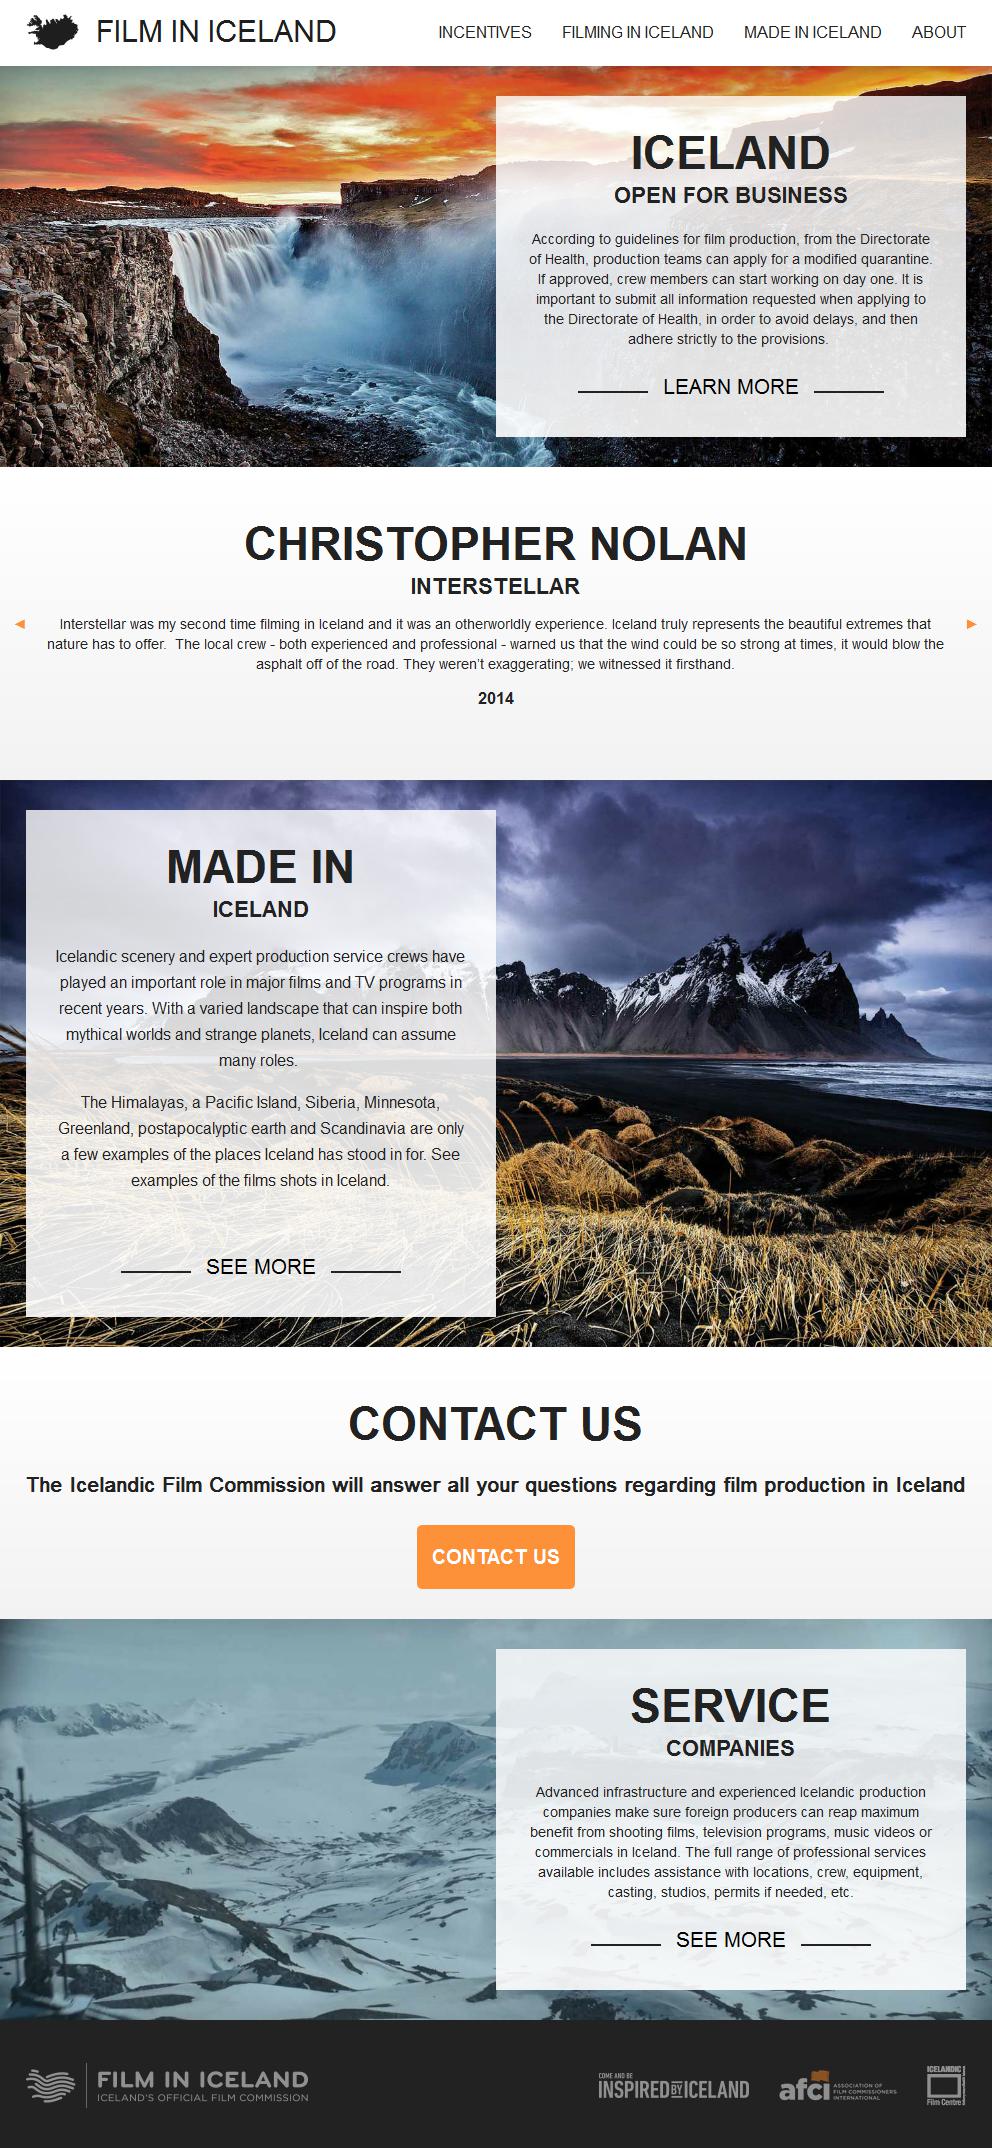 FILM IN ICELAND
INCENTIVES
FILMING IN ICELAND
MADE IN ICELAND
ABOUT
ICELAND
OPEN FOR BUSINESS
According to guidelines for film production, from the Directorate
of Health, production teams can apply for a modified quarantine.
If approved, crew members can start working on day one. It is
important to submit all information requested when applying to
the Directorate of Health, in order to avoid delays, and then
adhere strictly to the provisions.
LEARN MORE
CHRISTOPHER NOLAN
INTERSTELLAR
Interstellar was my second time filming in Iceland and it was an otherworldly experience. Iceland truly represents the beautiful extremes that
nature has to offer. The local crew - both experienced and professional - warned us that the wind could be so strong at times, it would blow the
asphalt off of the road. They weren't exaggerating; we witnessed it firsthand.
2014
MADE IN
ICELAND
Icelandic scenery and expert production service crews have
played an important role in major films and TV programs in
recent years. With a varied landscape that can inspire both
mythical worlds and strange planets, Iceland can assume
many roles.
The Himalayas, a Pacific Island, Siberia, Minnesota,
Greenland, postapocalyptic earth and Scandinavia are only
a few examples of the places Iceland has stood in for. See
examples of the films shots in Iceland.
SEE MORE
CONTACT US
The Icelandic Film Commission will answer all your questions regarding film production in Iceland
CONTACT US
SERVICE
COMPANIES
Advanced infrastructure and experienced Icelandic production
companies make sure foreign producers can reap maximum
benefit from shooting films, television programs, music videos or
commercials in Iceland. The full range of professional services
available includes assistance with locations, crew, equipment,
casting, studios, permits if needed, etc.
SEE MORE
FILM IN ICELAND
ICELAND'S OFFICIAL FILM COMMISSION
COME AND BE
INSPIRED BY ICELAND
afci
ASSOCIATION OF
FILM COMMISSIONERS
INTERNATIONAL
ICELANDIC
Film Centre